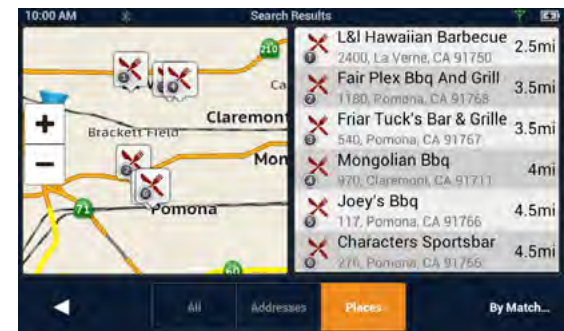 10:00 AM
Search Results
210
Ca
Claremont
Brackett Field
Mon
71
Pomona
60
+
−
L&l Hawaiian Barbecue
2400, La Verne, CA 91750
2.5mi
Fair Plex Bbq And Grill
1180, Pomona, CA 91768
3.5mi
Friar Tuck's Bar & Grille
540, Pomona, CA 91767
3.5mi
Mongolian Bbq
970, Claremont, CA 91711
4mi
Joey's Bbq
117, Pomona, CA 91766
4.5mi
Characters Sportsbar
276, Pomona, CA 91766
4.5mi
All
Addresses
Places
By Match...